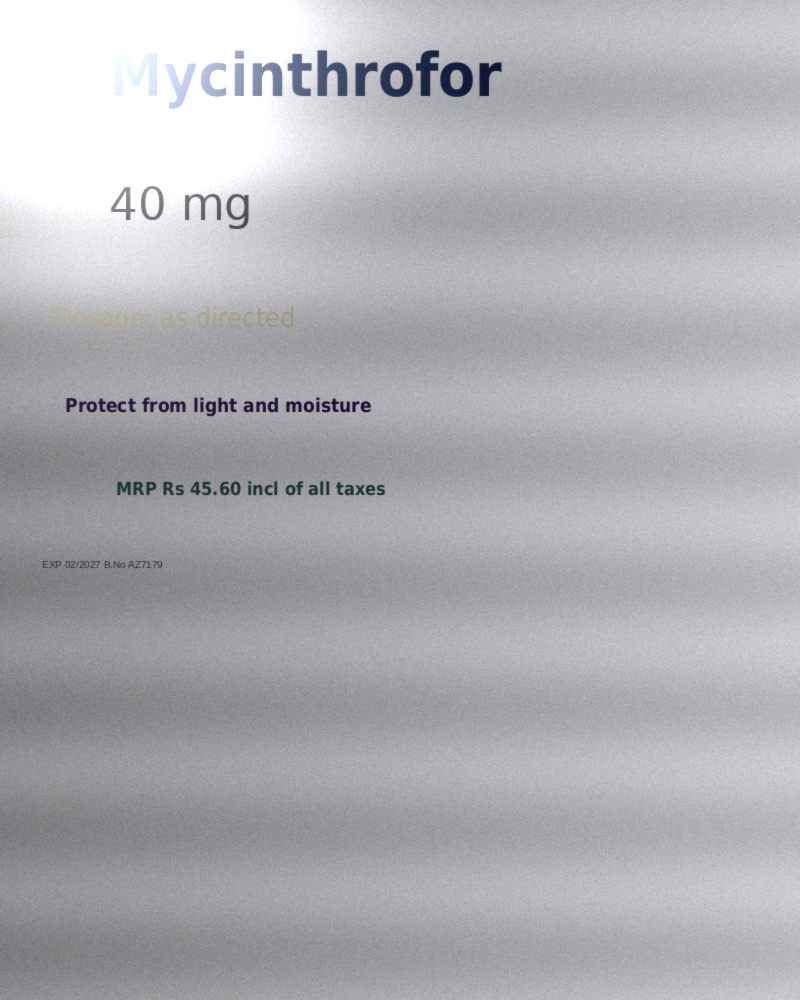 Mycinthrofor
40 mg
Dosage: as directed
Protect from light and moisture
MRP Rs 45.60 incl of all taxes
EXP 02/2027 B.No AZ7179